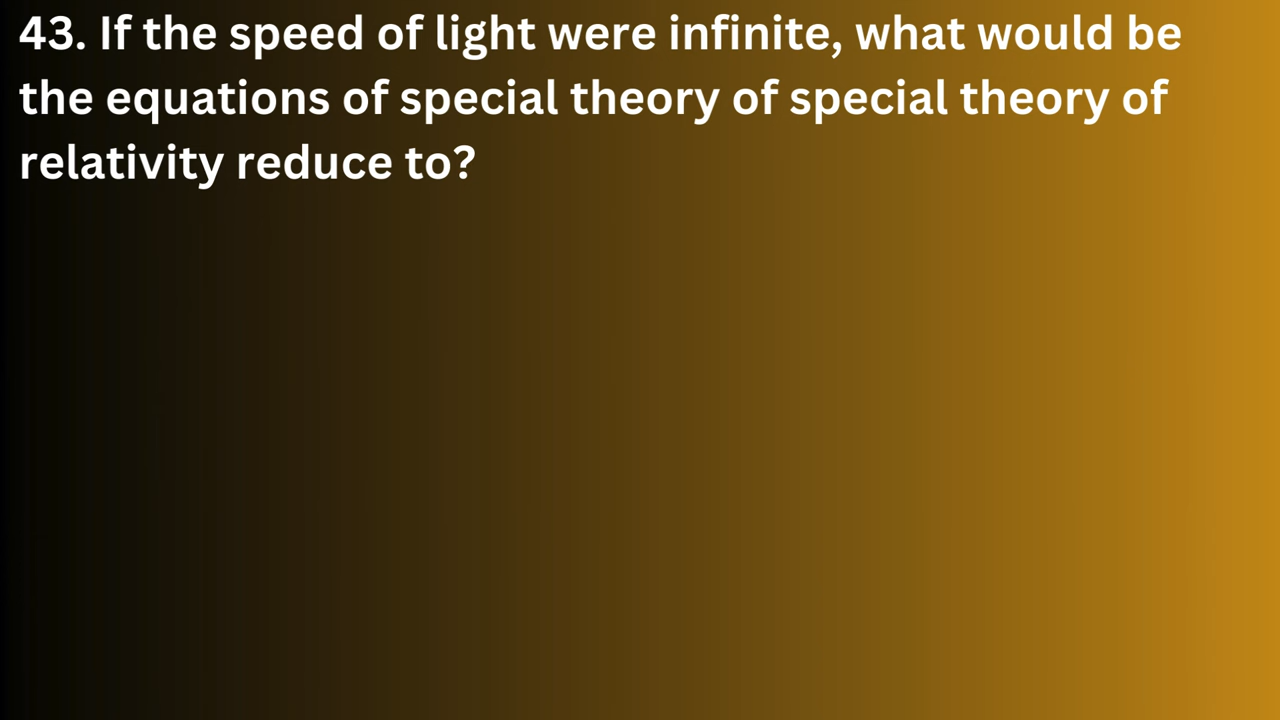 43. If the speed of light were infinite, what would be
the equations of special theory of special theory of
relativity reduce to?